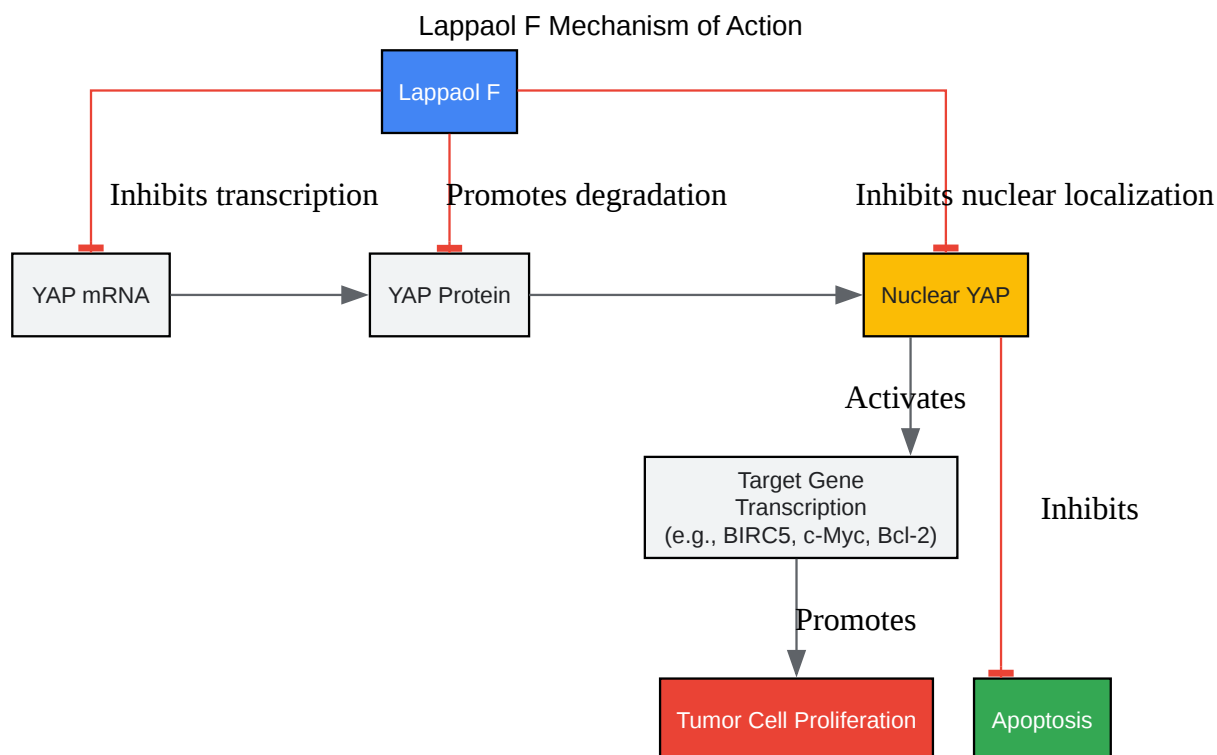 Lappaol F Mechanism of Action
Lappaol F
Inhibits transcription
Promotes degradation
Inhibits nuclear localization
YAP mRNA
YAP Protein
Nuclear YAP
Activates
Target Gene
Transcription
(e.g., BIRC5, c-Myc, Bcl-2)
Inhibits
Promotes
Tumor Cell Proliferation
Apoptosis